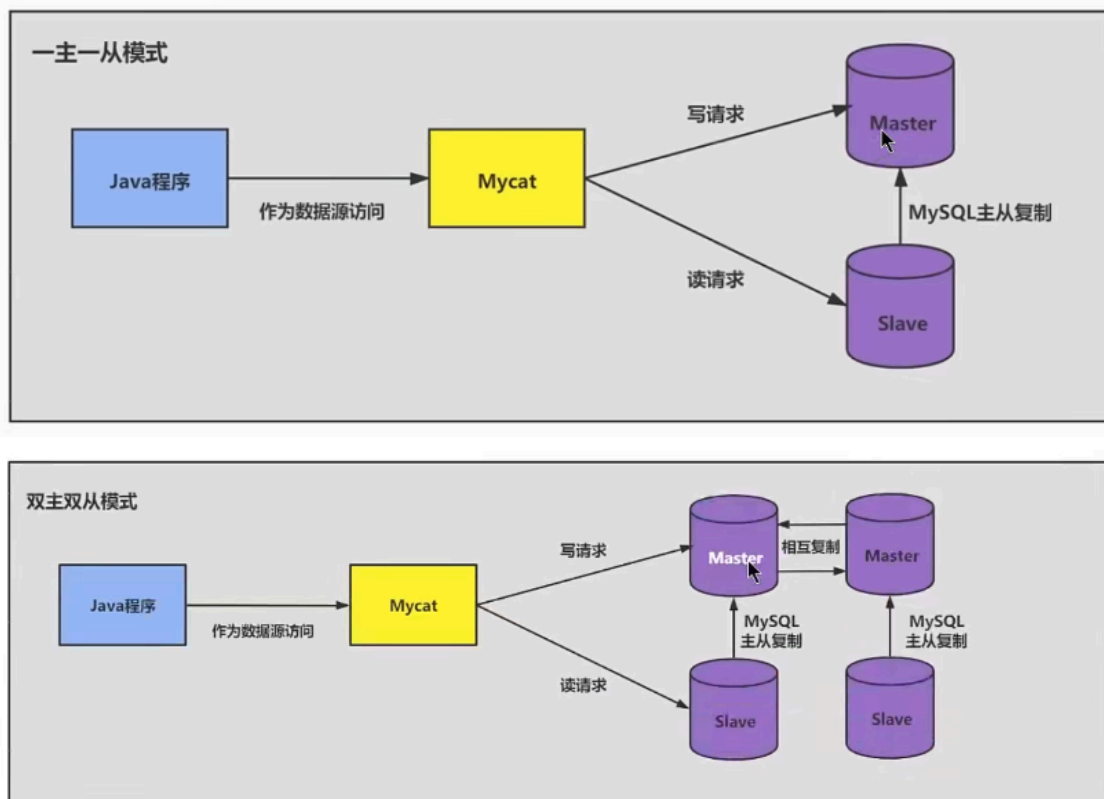 一主一从模式
写请求
Master
Java程序
Mycat
作为数据源访问
MySQL主从复制
读请求
Slave
双主双从模式
写请求
Master
相互复制
Master
Java程序
Mycat
作为数据源访问
MySQL
主从复制
MySQL
主从复制
读请求
Slave
Slave